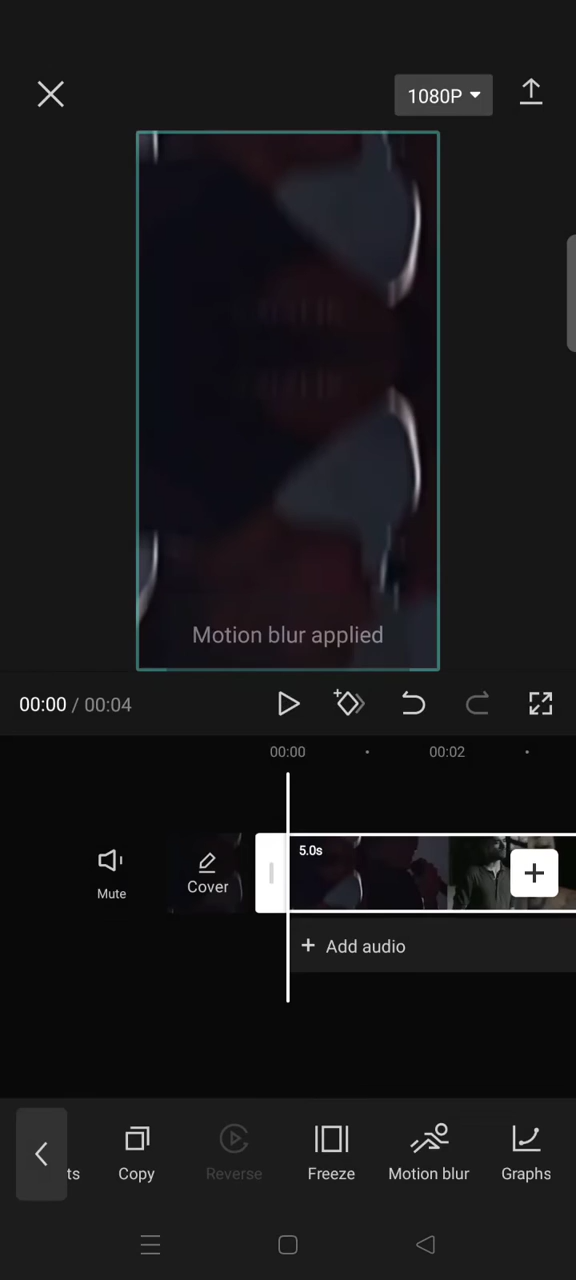 1080P
Motion blur applied
00:00 / 00:04
00:00
00:02
5.0s
Mute
Cover
+ Add audio
ts
Copy
Reverse
Freeze
Motion blur
Graphs